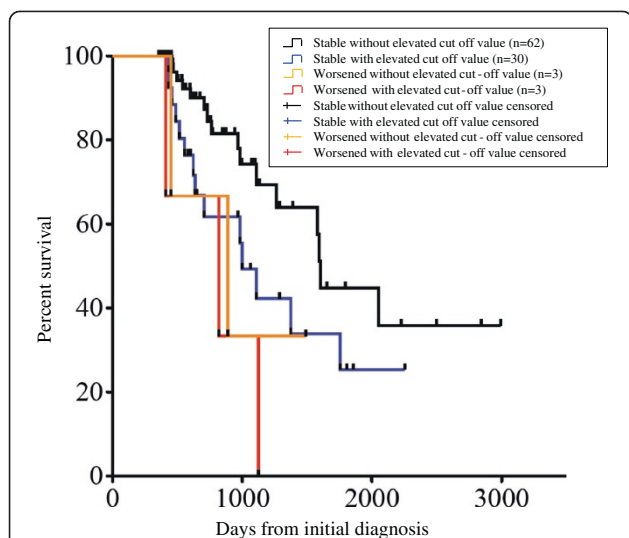 Stable without elevated cut off value (n=62)
Stable with elevated cut off value (n=30)
Worsened without elevated cut - off value (n=3)
Worsened with elevated cut-off value (n=3)
Stable without elevated cut off value censored
Stable with elevated cut off value censored
Worsened without elevated cut - off value censored
Worsened with elevated cut - off value censored
100
80
60
40
20
0
Percent survival
0 1000 2000 3000
Days from initial diagnosis